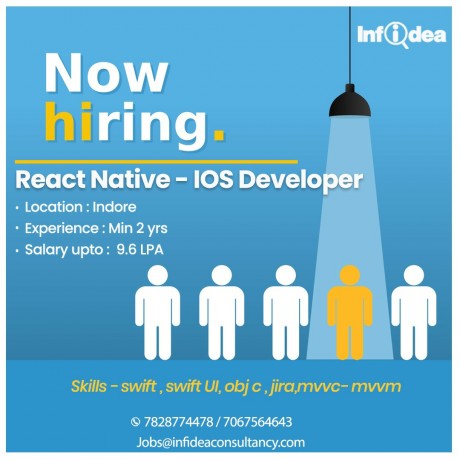 Infidea
Now
hiring.
React Native - IOS Developer
• Location : Indore
• Experience : Min 2 yrs
• Salary upto : 9.6 LPA
Skills - swift , swift UI, obj c , jira,mvvc- mvvm
7828774478 / 7067564643
Jobs@infideaconsultancy.com